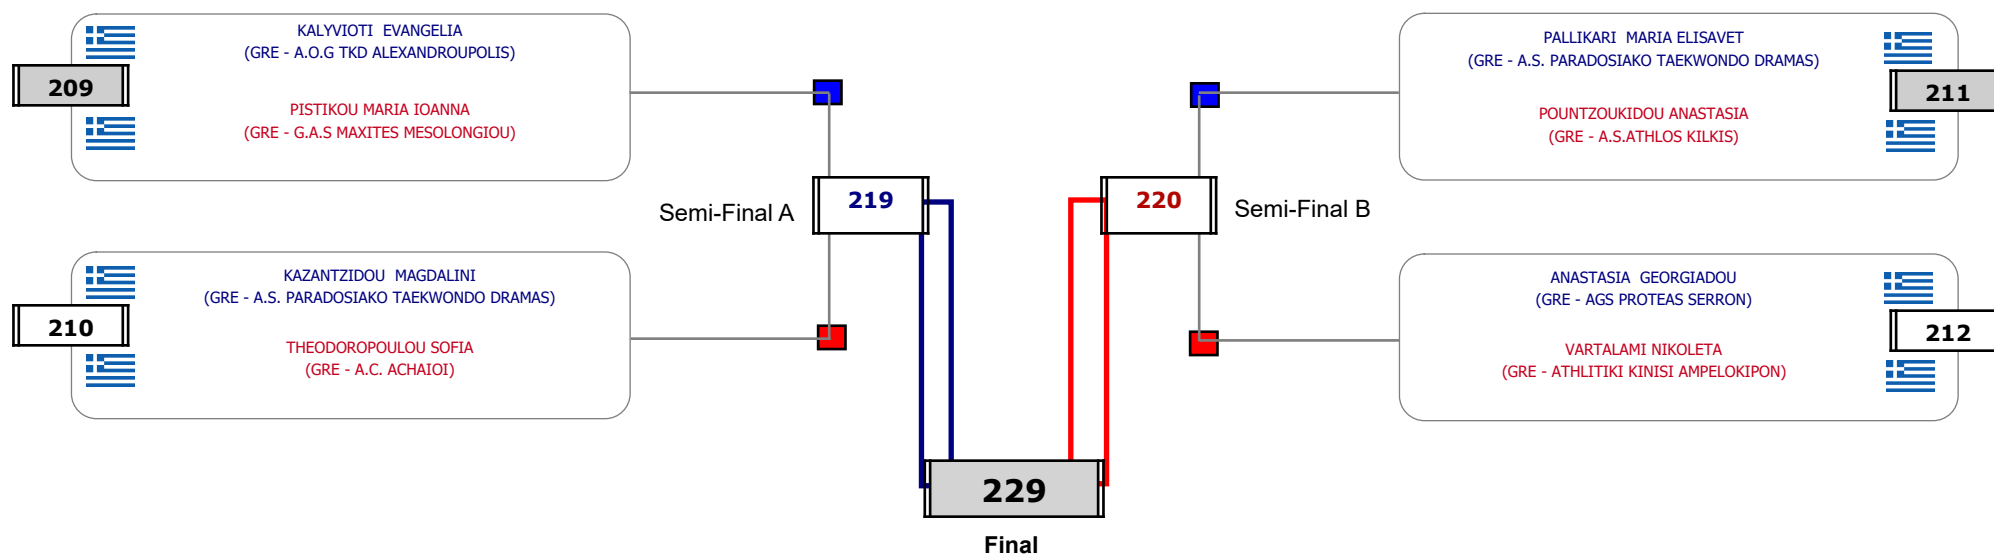 KALYVIOTI EVANGELIA
(GRE - A.O.G TKD ALEXANDROUPOLIS)
209
PISTIKOU MARIA IOANNA
(GRE - G.A.S MAXITES MESOLONGIOU)
PALLIKARI MARIA ELISAVET
(GRE - A.S. PARADOSIAKO TAEKWONDO DRAMAS)
211
POUNTZOUKIDOU ANASTASIA
(GRE - A.S.ATHLOS KILKIS)
Semi-Final A
219
220
Semi-Final B
KAZANTZIDOU MAGDALINI
(GRE - A.S. PARADOSIAKO TAEKWONDO DRAMAS)
210
THEODOROPOULOU SOFIA
(GRE - A.C. ACHAIOI)
ANASTASIA GEORGIADOU
(GRE - AGS PROTEAS SERRON)
212
VARTALAMI NIKOLETA
(GRE - ATHLITIKI KINISI AMPELOKIPON)
229
Final